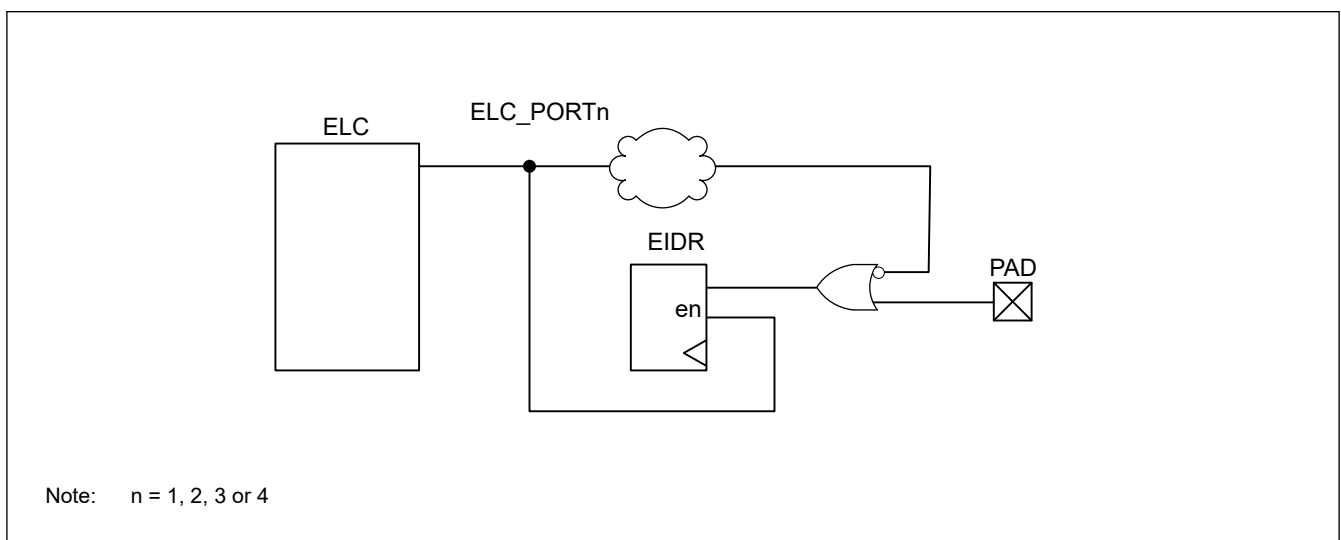 ELC_PORTn
ELC
EIDR
PAD
en
Note: n = 1, 2, 3 or 4